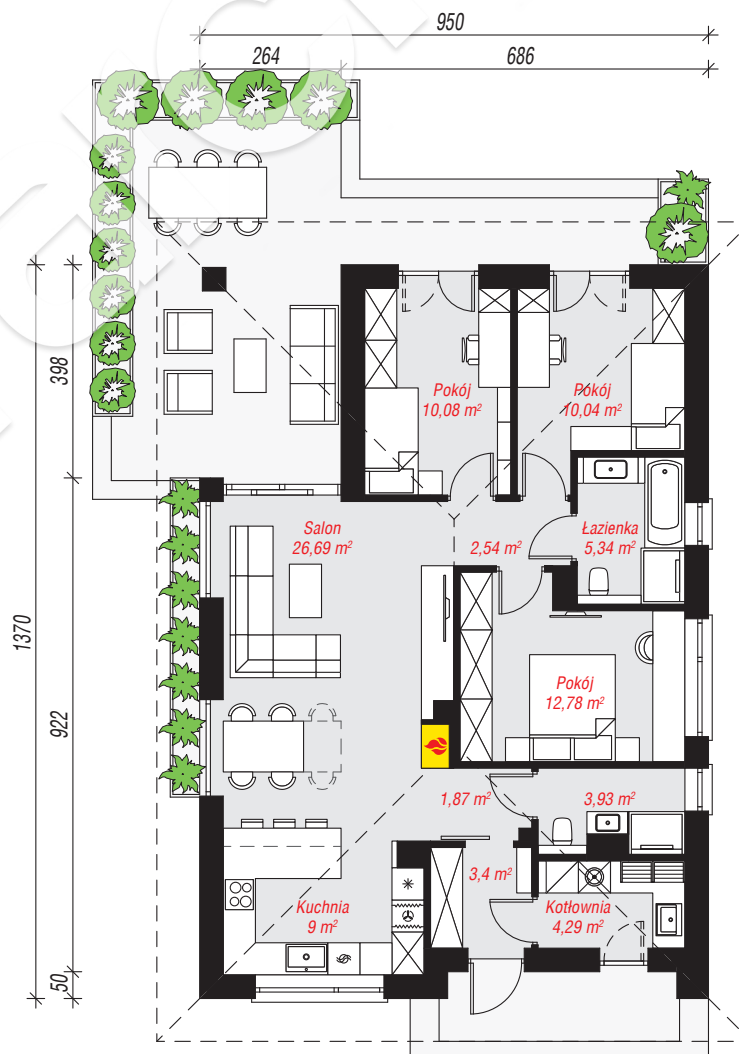 950
264
686
398
1370
922
50
Pokój
10,08 m²
Pokój
10,04 m²
Salon
26,69 m²
2,54 m²
Łazienka
5,34 m²
Pokój
12,78 m²
1,87 m²
3,93 m²
3,4 m²
Kuchnia
9 m²
Kotłownia
4,29 m²